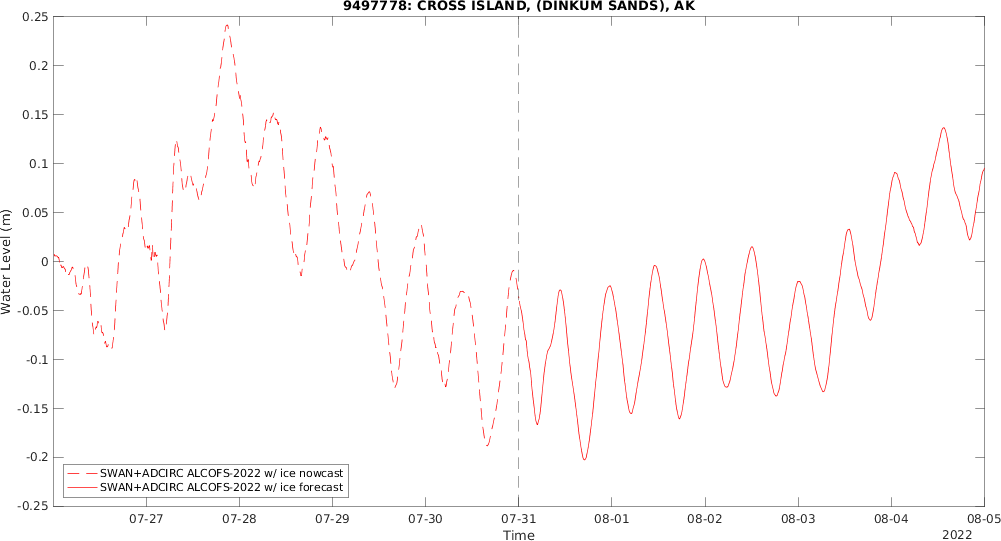 9497778: CROSS ISLAND, (DINKUM SANDS), AK
0.25
0.2
0.15
0.1
0.05
0
-0.05
-0.1
-0.15
-0.2
-0.25
Water Level (m)
SWAN+ADCIRC ALCOFS-2022 w/ ice nowcast
SWAN+ADCIRC ALCOFS-2022 w/ ice forecast
07-27 07-28 07-29 07-30 07-31 08-01 08-02 08-03 08-04 08-05
Time
2022